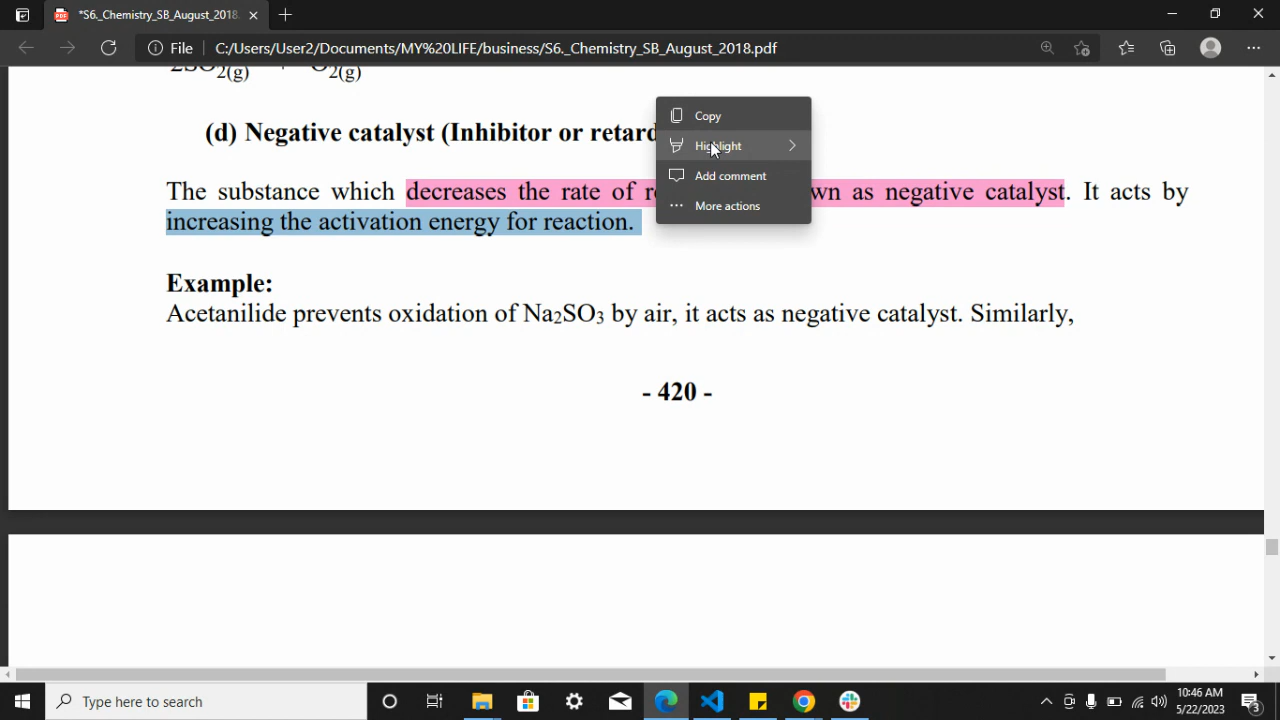 *S6._Chemistry_SB_August_2018.
File
C:/Users/User2/Documents/MY%20LIFE/business/S6._Chemistry_SB_August_2018.pdf
2SO2(g) + O2(g)
(d) Negative catalyst (Inhibitor or retard
Copy
Highlight
Add comment
More actions
The substance which decreases the rate of re wn as negative catalyst. It acts by
increasing the activation energy for reaction.
Example:
Acetanilide prevents oxidation of Na2SO3 by air, it acts as negative catalyst. Similarly,
- 420 -
Type here to search
10:46 AM
5/22/2023
3